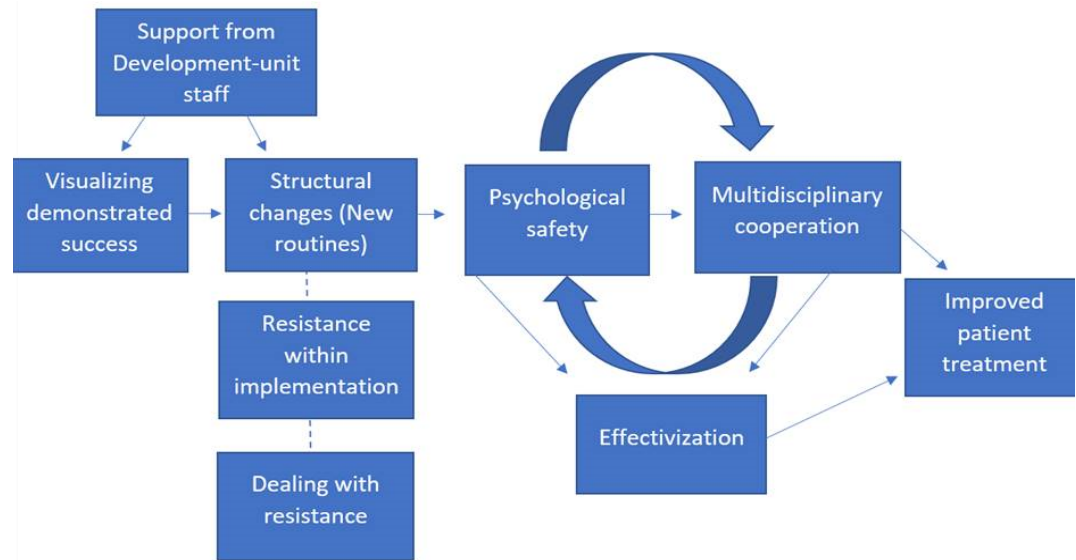 Support from
Development-unit
staff
Visualizing
demonstrated
success
Structural
changes (New
routines)
Psychological
safety
Multidisciplinary
cooperation
Improved
patient
treatment
Resistance
within
implementation
Effectivization
Dealing with
resistance